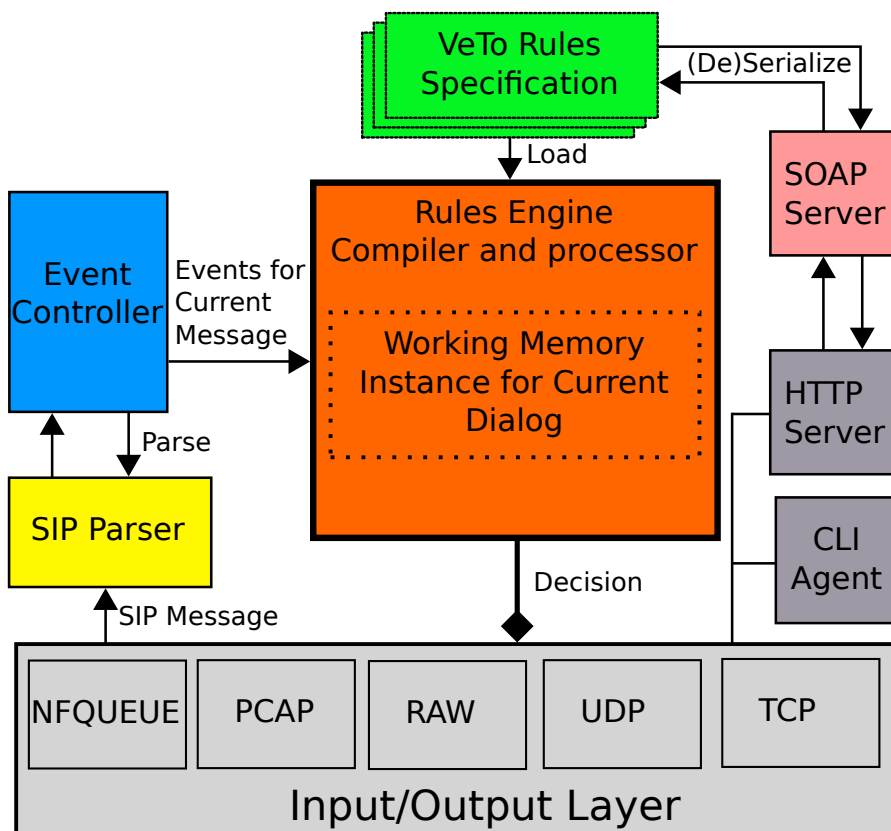 VeTo Rules
Specification
(De)Serialize
Load
SOAP
Server
Rules Engine
Compiler and processor
Event
Controller
Events for
Current
Message
Working Memory
Instance for Current
Dialog
HTTP
Server
Parse
SIP Parser
CLI
Agent
Decision
SIP Message
NFQUEUE
PCAP
RAW
UDP
TCP
Input/Output Layer